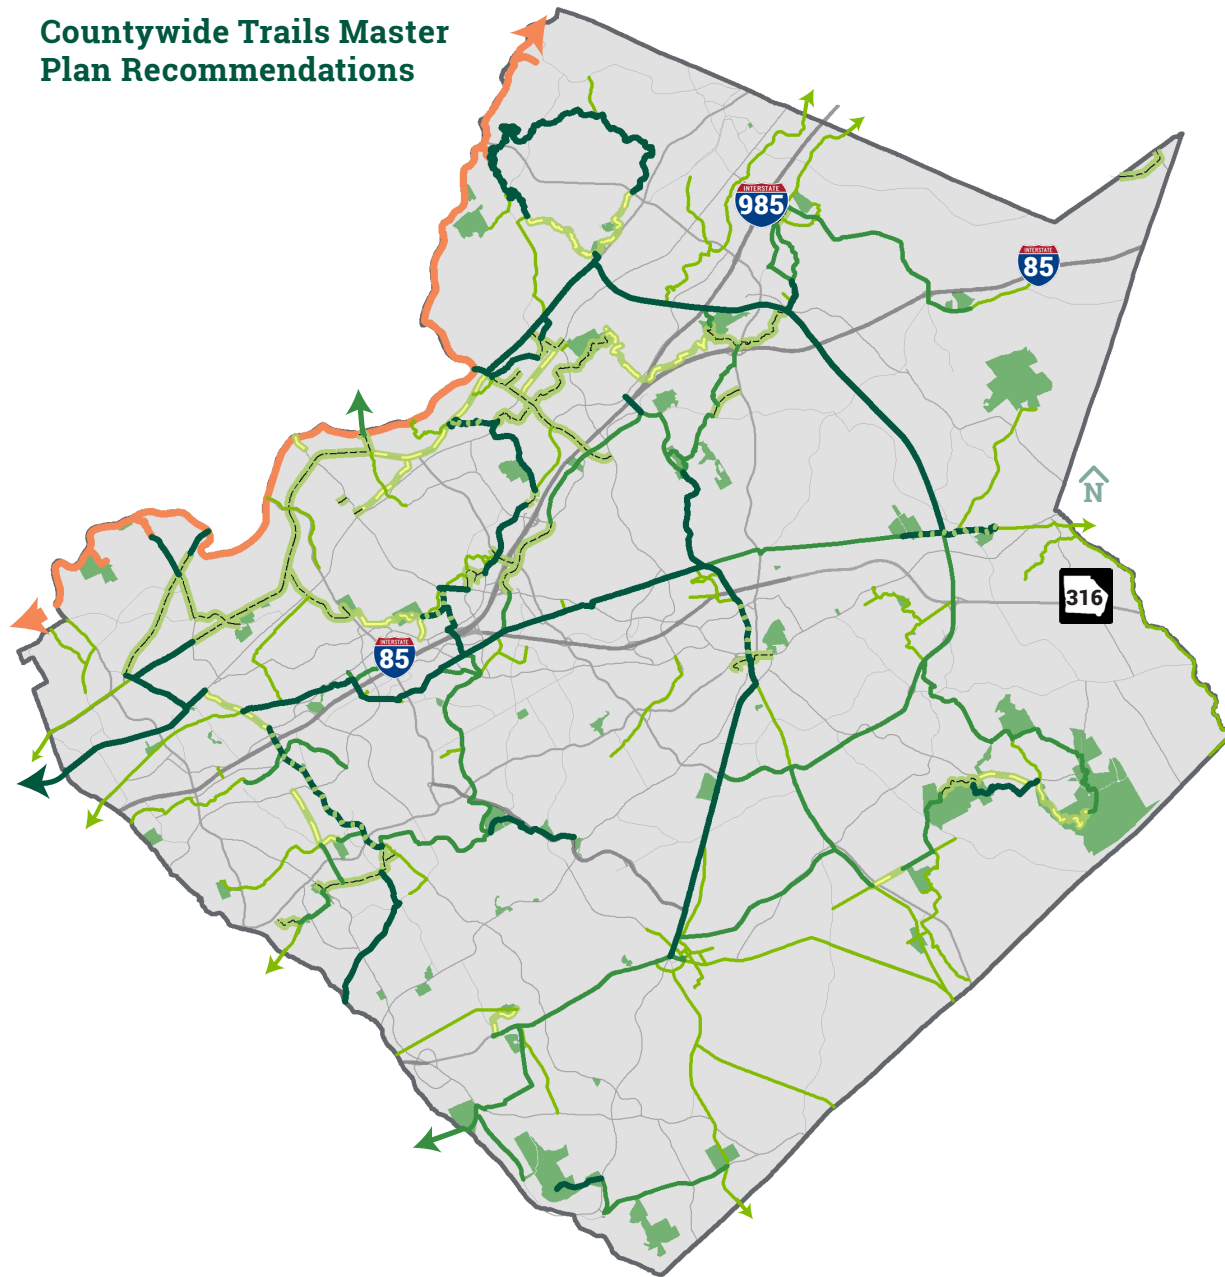 Countywide Trails Master
Plan Recommendations
INTERSTATE
985
INTERSTATE
85
N
316
INTERSTATE
85